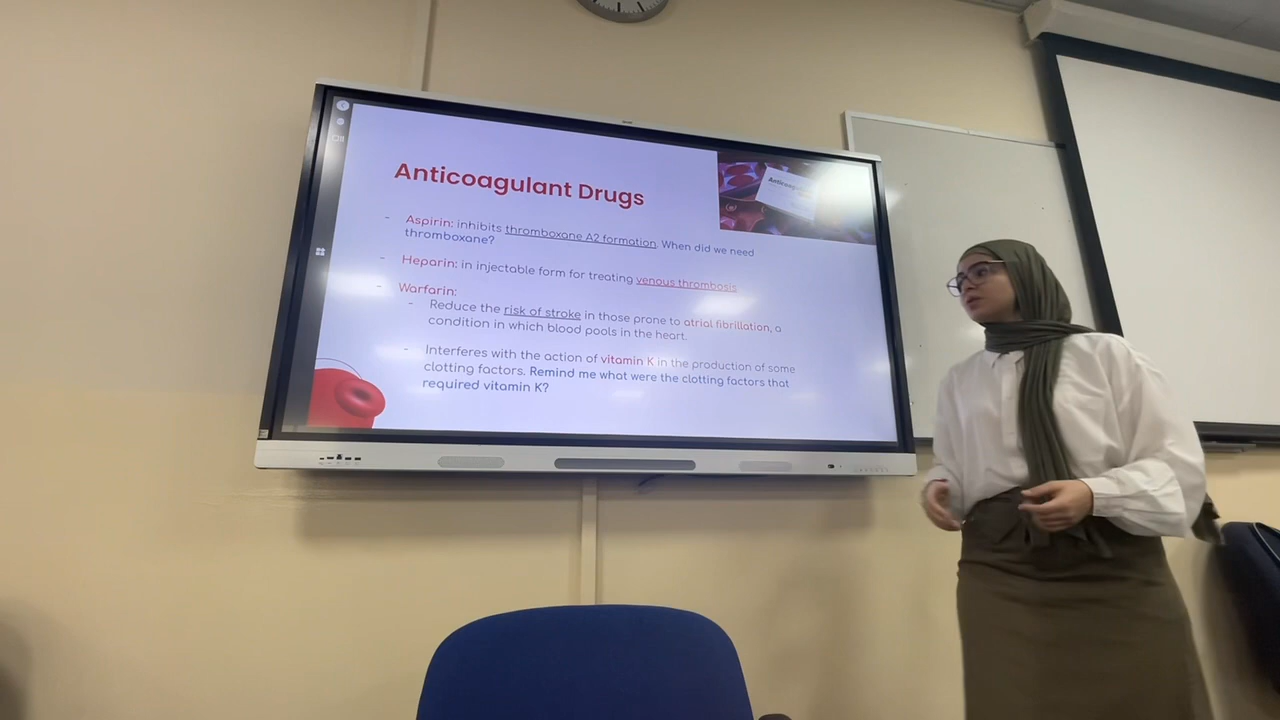 Anticoagulant Drugs
- Aspirin: inhibits thromboxane A2 formation. When did we need
thromboxane?
- Heparin: in injectable form for treating venous thrombosis
- Warfarin:
- Reduce the risk of stroke in those prone to atrial fibrillation, a
condition in which blood pools in the heart.
- Interferes with the action of vitamin K in the production of some
clotting factors. Remind me what were the clotting factors that
required vitamin K?